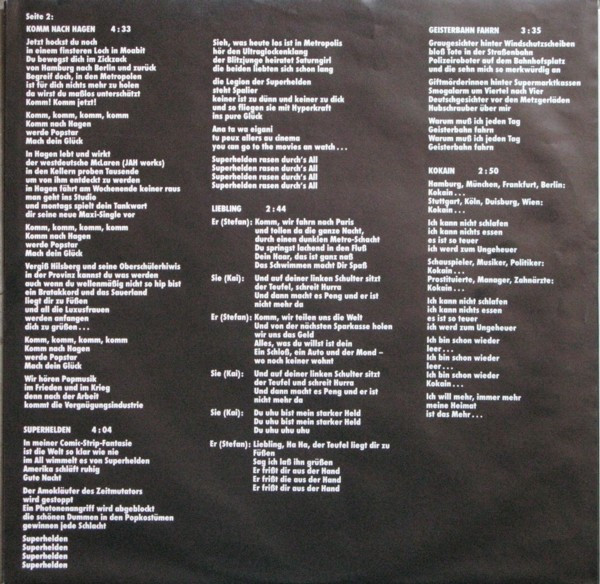 Seite 2:
KOMM NACH HAGEN 4:33
Jetzt hockst du noch
in einem finsteren Loch in Moabit
Du bewegst dich im Zickzack
von Hamburg nach Berlin und zurück
Begreif doch, in den Metropolen
ist für dich nichts mehr zu holen
da wirst du maßlos unterschätzt
Komm! Komm jetzt!
Komm, komm, komm, komm
Komm nach Hagen
werde Popstar
Mach dein Glück
In Hagen lebt und wirkt
der westdeutsche McLaren (JAH works)
in den Kellern proben Tausende
um von ihm entdeckt zu werden
in Hagen fährt am Wochenende keiner raus
man geht ins Studio
und montags spielt dein Tankwart
dir seine neue Maxi-Single vor
Komm, komm, komm, komm
Komm nach Hagen
werde Popstar
Mach dein Glück
Vergiß Hilsberg und seine Oberschülerhiwis
in der Provinz kannst du was werden
auch wenn du wellenmäßig nicht so hip bist
ein Bratakkord und das Sauerland
liegt dir zu Füßen
und all die Luxusfrauen
werden anfangen
dich zu grüßen...
Komm, komm, komm, komm
Komm nach Hagen
werde Popstar
Mach dein Glück
Wir hören Popmusik
im Frieden und im Krieg
denn nach der Arbeit
kommt die Vergnügungsindustrie
SUPERHELDEN 4:04
In meiner Comic-Strip-Fantasie
ist die Welt so klar wie nie
im All wimmelt es von Superhelden
Amerika schläft ruhig
Gute Nacht
Der Amokläufer des Zeitmutators
wird gestoppt
Ein Photonenangriff wird abgeblockt
die schönen Dummen in den Popkostümen
gewinnen jede Schlacht
Superhelden
Superhelden
Superhelden
Superhelden
Sieh, was heute los ist in Metropolis
hör den Ultraglockenklang
der Blitzjunge heiratet Saturngirl
die beiden liebten sich schon lang
die Legion der Superhelden
steht Spalier
keiner ist zu dünn und keiner zu dick
und so fliegen sie mit Hyperkraft
ins pure Glück
Ana ta wa eigani
tu peux allers au cinema
you can go to the movies an watch...
Superhelden rasen durch's All
Superhelden rasen durch's All
Superhelden rasen durch's All
Superhelden rasen durch's All
LIEBLING 2:44
Er (Stefan): Komm, wir fahrn nach Paris
und tollen da die ganze Nacht,
durch einen dunklen Metro-Schacht
Du springst lachend in den Fluß
Dein Haar, das ist ganz naß
Das Schwimmen macht Dir Spaß
Sie (Kai): Und auf deiner linken Schulter sitzt
der Teufel, schreit Hurra
Und dann macht es Peng und er ist
nicht mehr da
Er (Stefan): Komm, wir teilen uns die Welt
Und von der nächsten Sparkasse holen
wir uns das Geld
Alles, was du willst ist dein
Ein Schloß, ein Auto und der Mond –
wo noch keiner wohnt
Sie (Kai): Und auf deiner linken Schulter sitzt
der Teufel und schreit Hurra
Und dann macht es Peng und er ist
nicht mehr da
Sie (Kai): Du uhu bist mein starker Held
Du uhu bist mein starker Held
Du uhu uhu uhu
Er (Stefan): Liebling, Ha Ha, der Teufel liegt dir zu
Füßen
Sag ich laß ihn grüßen
Er frißt dir aus der Hand
Er frißt die aus der Hand
Er frißt dir aus der Hand
GEISTERBAHN FAHRN 3:35
Graugesichter hinter Windschutzscheiben
bloß Tote in der Straßenbahn
Polizeiroboter auf dem Bahnhofsplatz
und die sehn mich so merkwürdig an
Giftmörderinnen hinter Supermarktkassen
Smogalarm um Viertel nach Vier
Deutschgesichter vor den Metzgerläden
Hubschrauber über mir
Warum muß ich jeden Tag
Geisterbahn fahrn
Warum muß ich jeden Tag
Geisterbahn fahrn
KOKAIN 2:50
Hamburg, München, Frankfurt, Berlin:
Kokain...
Stuttgart, Köln, Duisburg, Wien:
Kokain...
Ich kann nicht schlafen
ich kann nichts essen
es ist so teuer
ich werd zum Ungeheuer
Schauspieler, Musiker, Politiker:
Kokain...
Prostituierte, Manager, Zahnärzte:
Kokain...
Ich kann nicht schlafen
ich kann nichts essen
es ist so teuer
ich werd zum Ungeheuer
Ich bin schon wieder
leer...
Ich bin schon wieder
leer...
Ich bin schon wieder
Kokain...
Ich will mehr, immer mehr
meine Heimat
ist das Mehr...